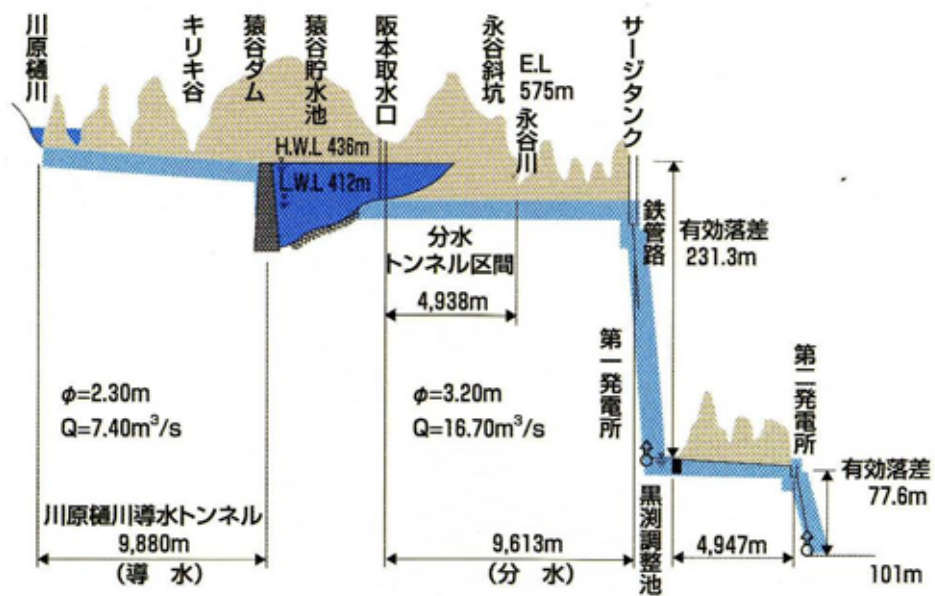 川原樋川
キリキ谷
猿谷ダム
猿谷貯水池
阪本取水口
永谷斜坑
E.L
575m
永谷川
サージタンク
H.W.L 436m
L.W.L 412m
鉄管路
有効落差
231.3m
分水
トンネル区間
4,938m
第一発電所
第二発電所
φ=2.30m
Q=7.40m³/s
φ=3.20m
Q=16.70m³/s
有効落差
77.6m
川原樋川導水トンネル
9,880m
(導 水)
9,613m
(分 水)
黒渕調整池
4,947m
101m